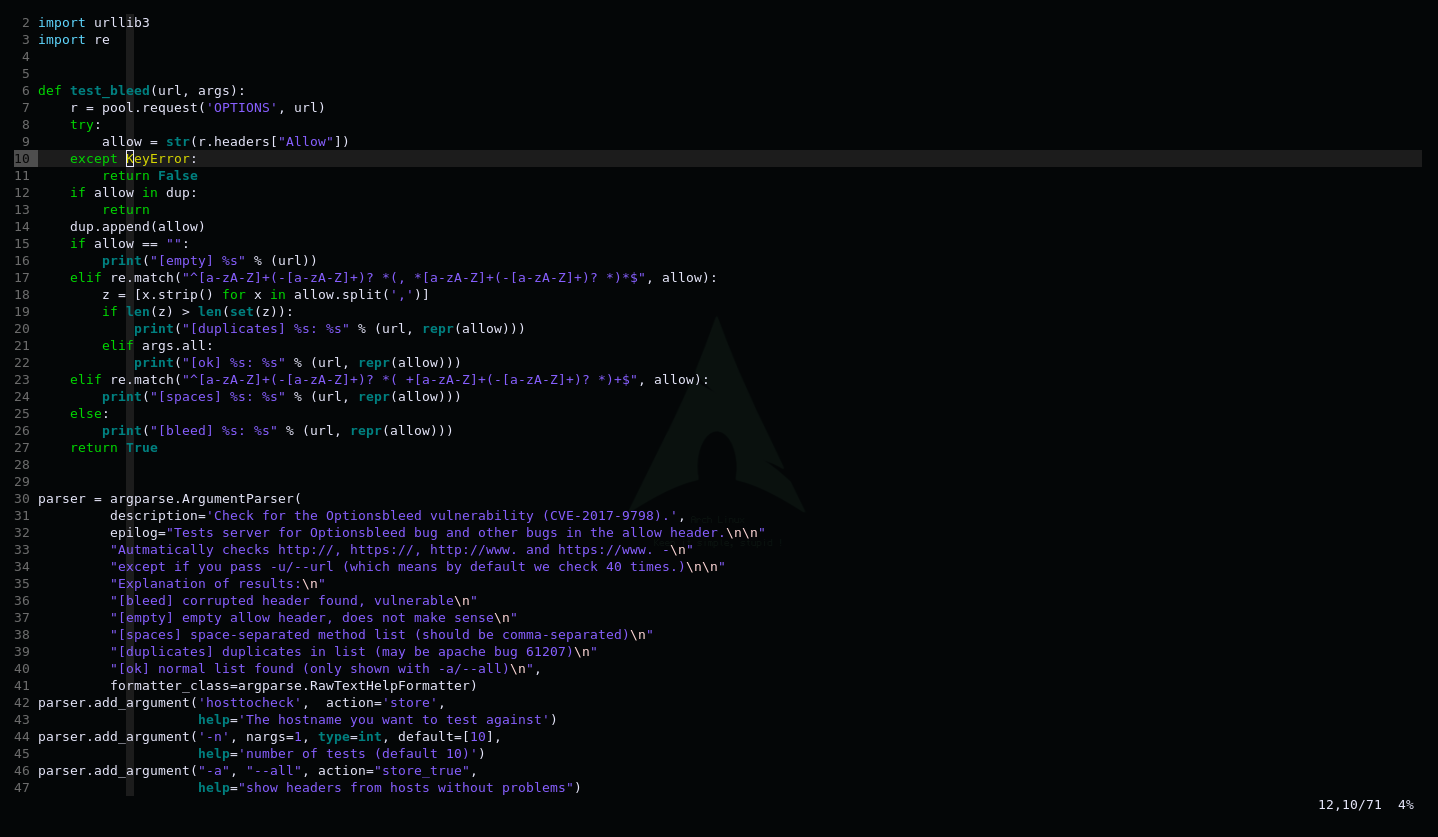 2 import urllib3
3 import re
4
5
6 def test_bleed(url, args):
7     r = pool.request('OPTIONS', url)
8     try:
9         allow = str(r.headers["Allow"])
10     except KeyError:
11         return False
12     if allow in dup:
13         return
14     dup.append(allow)
15     if allow == "":
16         print("[empty] %s" % (url))
17     elif re.match("^[a-zA-Z]+(-[a-zA-Z]+)? *(, *[a-zA-Z]+(-[a-zA-Z]+)? *)*$", allow):
18         z = [x.strip() for x in allow.split(',')]
19         if len(z) > len(set(z)):
20             print("[duplicates] %s: %s" % (url, repr(allow)))
21         elif args.all:
22             print("[ok] %s: %s" % (url, repr(allow)))
23     elif re.match("^[a-zA-Z]+(-[a-zA-Z]+)? *( +[a-zA-Z]+(-[a-zA-Z]+)? *)+$", allow):
24         print("[spaces] %s: %s" % (url, repr(allow)))
25     else:
26         print("[bleed] %s: %s" % (url, repr(allow)))
27     return True
28
29
30 parser = argparse.ArgumentParser(
31          description='Check for the Optionsbleed vulnerability (CVE-2017-9798).',
32          epilog="Tests server for Optionsbleed bug and other bugs in the allow header.\n\n"
33          "Autmatically checks http://, https://, http://www. and https://www. -\n"
34          "except if you pass -u/--url (which means by default we check 40 times.)\n\n"
35          "Explanation of results:\n"
36          "[bleed] corrupted header found, vulnerable\n"
37          "[empty] empty allow header, does not make sense\n"
38          "[spaces] space-separated method list (should be comma-separated)\n"
39          "[duplicates] duplicates in list (may be apache bug 61207)\n"
40          "[ok] normal list found (only shown with -a/--all)\n",
41          formatter_class=argparse.RawTextHelpFormatter)
42 parser.add_argument('hosttocheck',  action='store',
43                     help='The hostname you want to test against')
44 parser.add_argument('-n', nargs=1, type=int, default=[10],
45                     help='number of tests (default 10)')
46 parser.add_argument("-a", "--all", action="store_true",
47                     help="show headers from hosts without problems")
12,10/71  4%